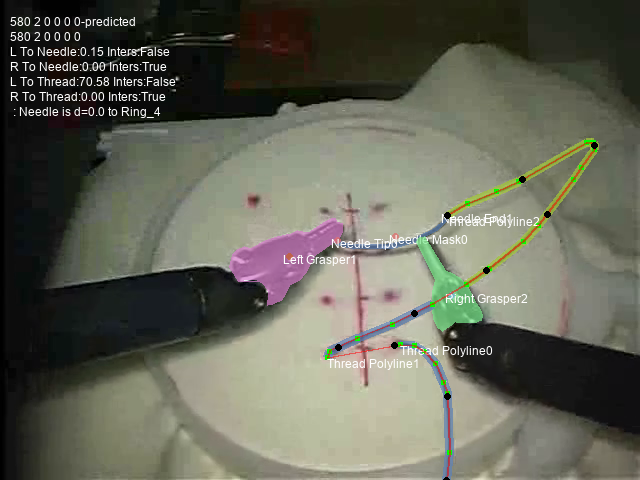 580 2 0 0 0 0-predicted
580 2 0 0 0 0
L To Needle:0.15 Inters:False
R To Needle:0.00 Inters:True
L To Thread:70.58 Inters:False
R To Thread:0.00 Inters:True
: Needle is d=0.0 to Ring_4
Needle End1
Thread Polyline2
Needle Tip0
Needle Mask0
Left Grasper1
Right Grasper2
Thread Polyline0
Thread Polyline1